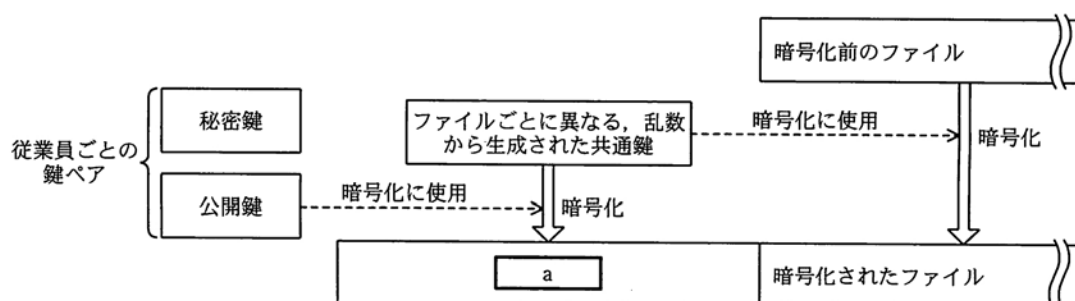 暗号化前のファイル
秘密鍵
従業員ごとの
鍵ペア
ファイルごとに異なる，乱数
から生成された共通鍵
暗号化に使用
暗号化
公開鍵
暗号化に使用
暗号化
a
暗号化されたファイル